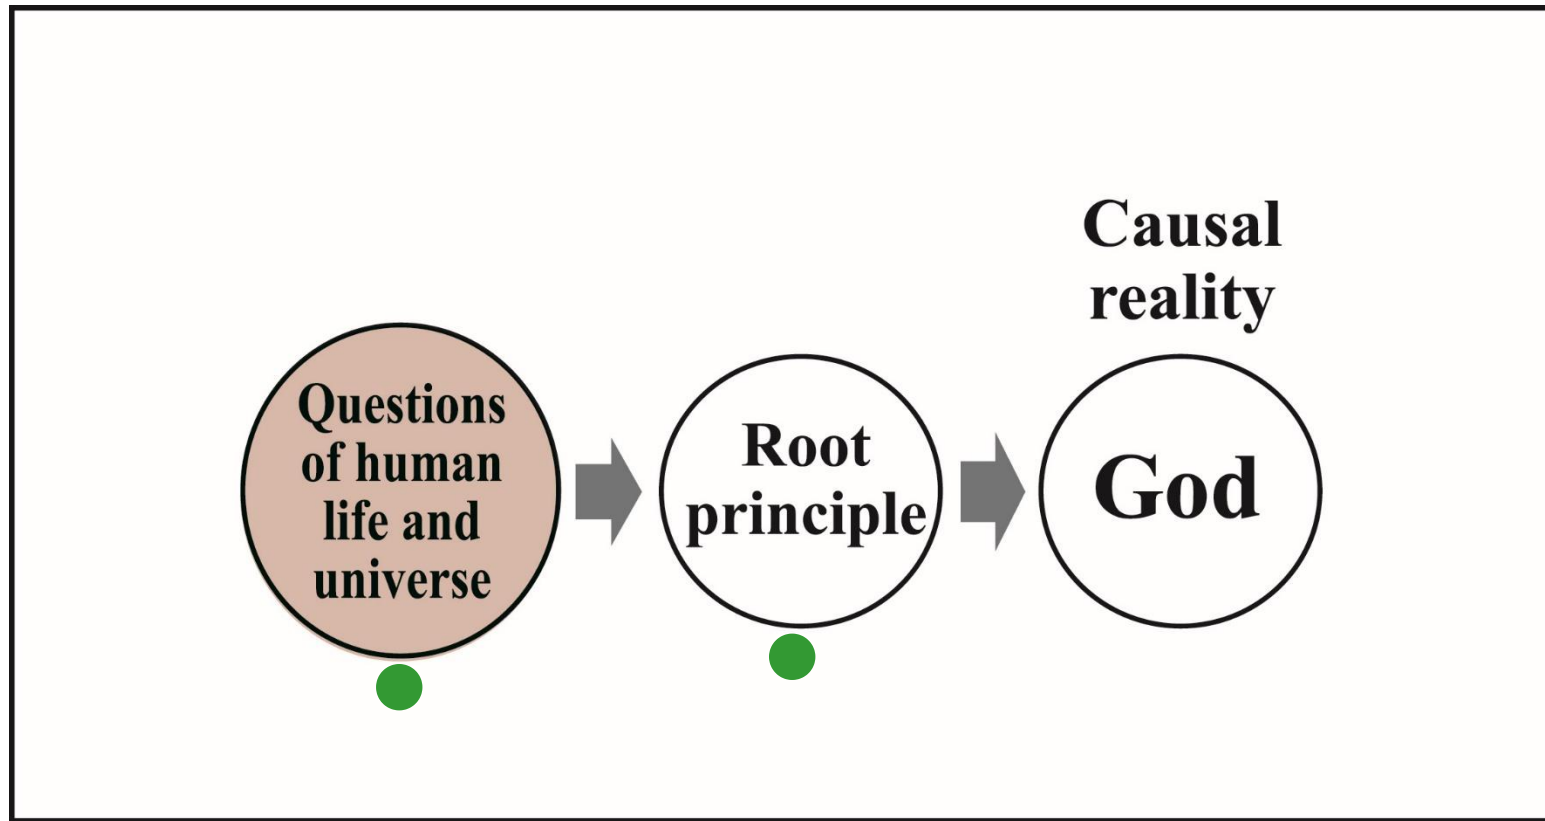 Questions
of human
life and
universe
Root
principle
Causal
reality
God